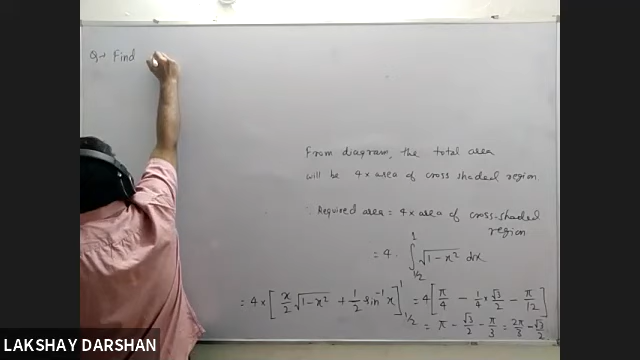 Q→ Find
From diagram, the total area
will be 4 × area of cross shaded region
∴ Required area = 4 × area of cross-shaded
region
= 4 · ∫_{1/2}^{1} √(1-x²) dx
= 4 × [ x/2 √(1-x²) + 1/2 sin⁻¹ x ]_{1/2}^{1} = 4 [ π/4 - 1/4 × √3/2 - π/12 ]
= π - √3/2 - π/3 = 2π/3 - √3/2
LAKSHAY DARSHAN